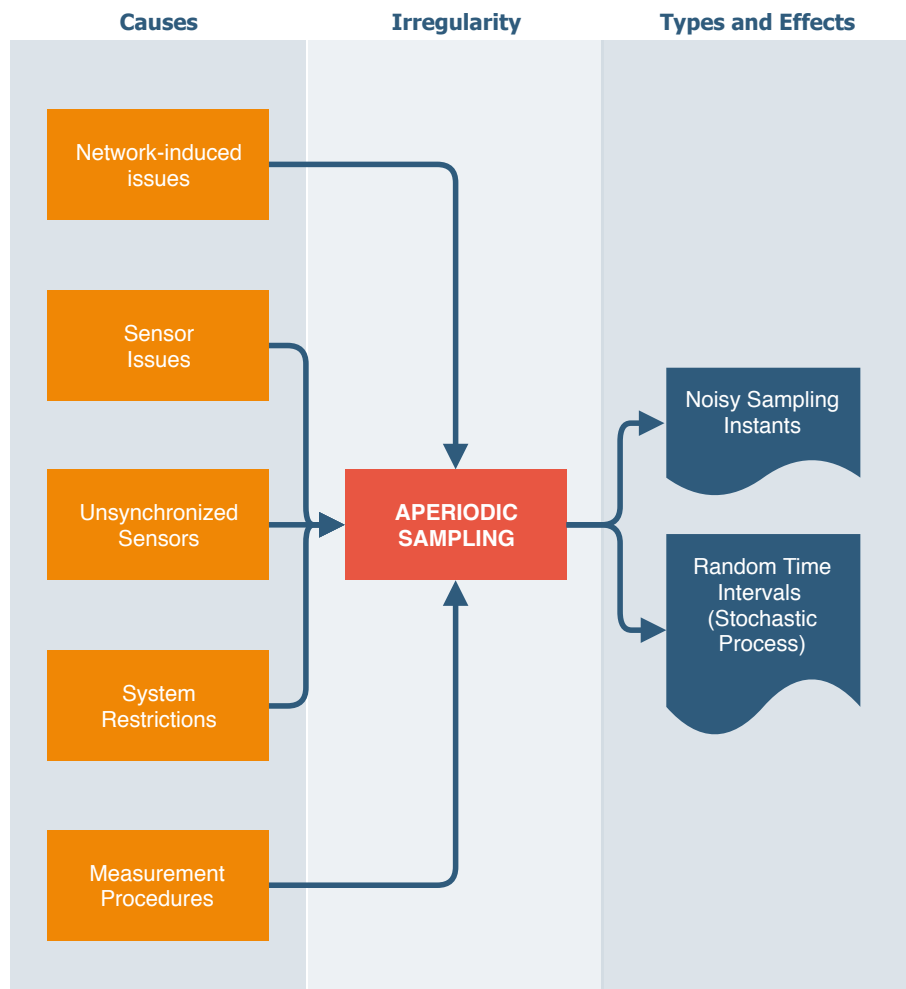 Causes
Irregularity
Types and Effects
Network-induced
issues
Sensor
Issues
Unsynchronized
Sensors
System
Restrictions
Measurement
Procedures
APERIODIC
SAMPLING
Noisy Sampling
Instants
Random Time
Intervals
(Stochastic
Process)